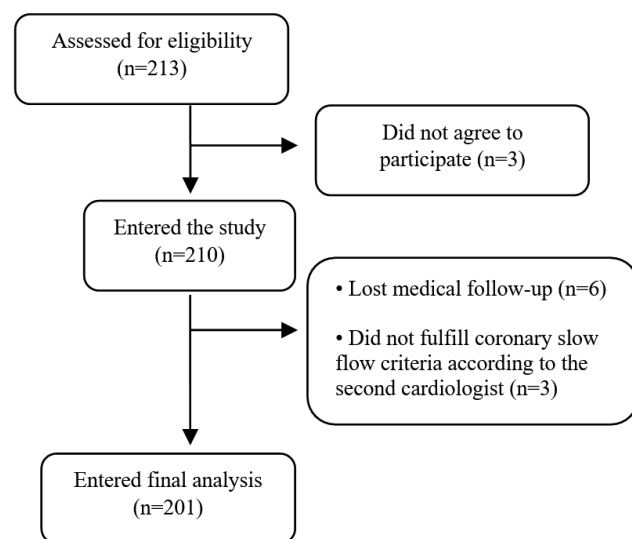 Assessed for eligibility
(n=213)
Did not agree to
participate (n=3)
Entered the study
(n=210)
• Lost medical follow-up (n=6)
• Did not fulfill coronary slow
flow criteria according to the
second cardiologist (n=3)
Entered final analysis
(n=201)